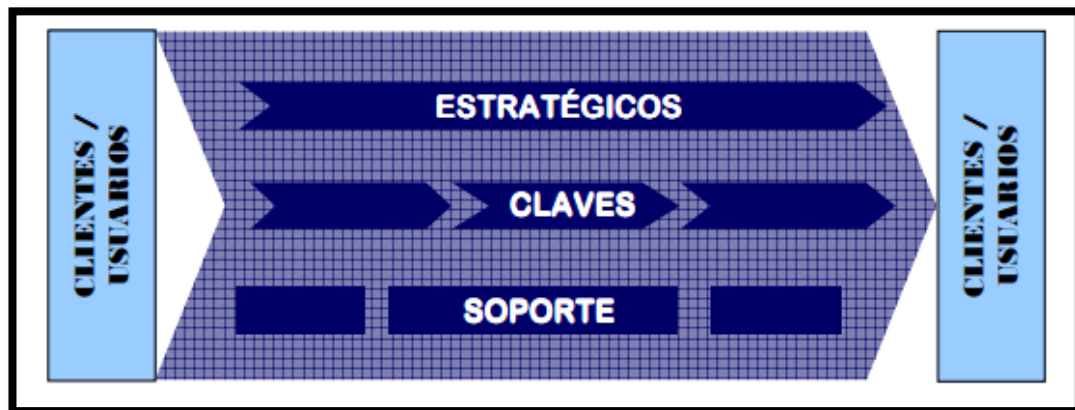 CLIENTES /
USUARIOS
ESTRATÉGICOS
CLAVES
SOPORTE
CLIENTES /
USUARIOS